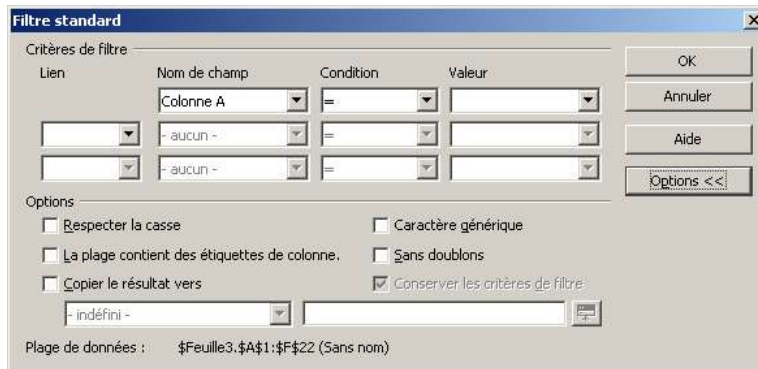 Filtre standard
Critères de filtre
Lien Nom de champ Condition Valeur
Colonne A =
- aucun - =
- aucun - =
OK
Annuler
Aide
Options <<
Options
Respecter la casse
Caractère générique
La plage contient des étiquettes de colonne.
Sans doublons
Copier le résultat vers
Conserver les critères de filtre
- indéfini -
Plage de données : $Feuille3.$A$1:$F$22 (Sans nom)